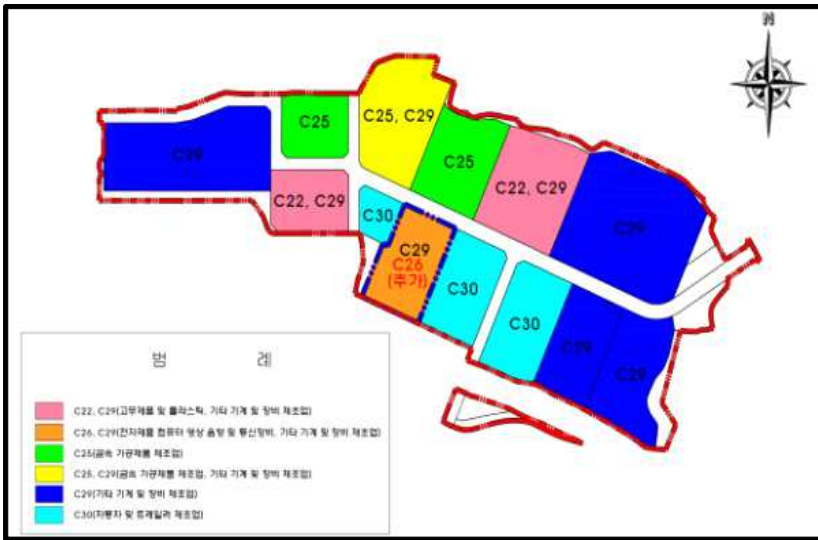 N
C25, C29
C25
C29
C25
C22, C29
C22, C29
C30
C29
C29
C26
(추가)
C30
C30
C29
C29
범 례
C22, C29(고무제품 및 플라스틱, 기타 기계 및 장비 제조업)
C26, C29(전자제품 컴퓨터 영상 음향 및 통신장비, 기타 기계 및 장비 제조업)
C25(금속 가공제품 제조업)
C25, C29(금속 가공제품 제조업, 기타 기계 및 장비 제조업)
C29(기타 기계 및 장비 제조업)
C30(자동차 및 트레일러 제조업)